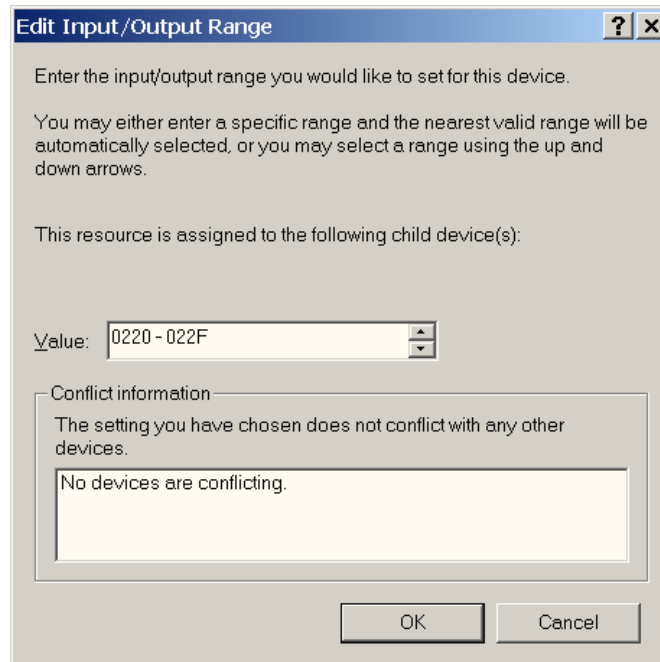 Edit Input/Output Range
Enter the input/output range you would like to set for this device.
You may either enter a specific range and the nearest valid range will be
automatically selected, or you may select a range using the up and
down arrows.
This resource is assigned to the following child device(s):
Value: 0220 - 022F
Conflict information
The setting you have chosen does not conflict with any other
devices.
No devices are conflicting.
OK Cancel